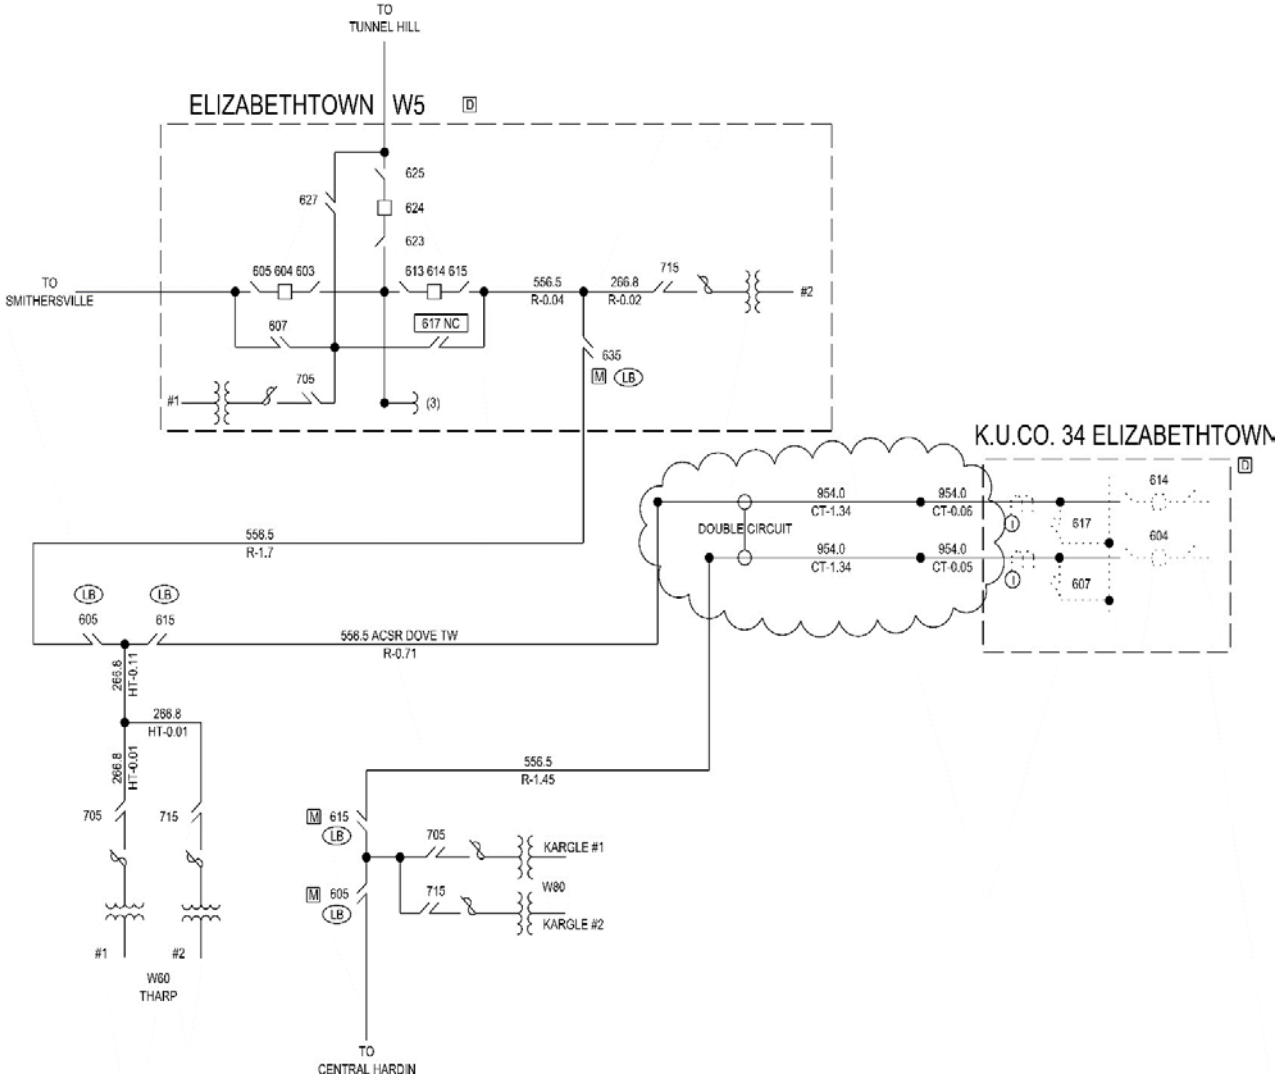 TO
TUNNEL HILL
ELIZABETHTOWN W5 D
625
627
624
623
TO
SMITHERSVILLE
605 604 603
613 614 615
556.5
R-0.04
266.8
R-0.02
715
#2
607
617 NC
635
M LB
705
#1
(3)
K.U.CO. 34 ELIZABETHTOWN
D
954.0
CT-1.34
954.0
CT-0.06
614
I
617
DOUBLE CIRCUIT
556.5
R-1.7
954.0
CT-1.34
954.0
CT-0.05
604
I
607
LB
LB
605
615
556.5 ACSR DOVE TW
R-0.71
266.8
HT-0.11
266.8
HT-0.01
266.8
HT-0.01
556.5
R-1.45
705
715
M 615
LB
705
KARGLE #1
W80
M 605
LB
715
KARGLE #2
#1
#2
W60
THARP
TO
CENTRAL HARDIN